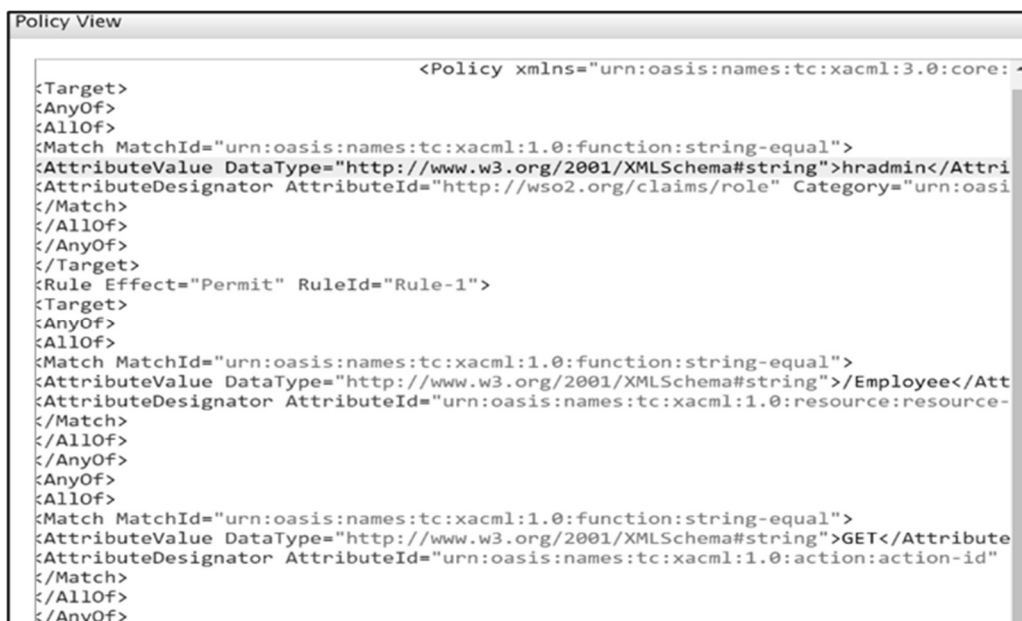 Policy View
<Policy xmlns="urn:oasis:names:tc:xacml:3.0:core:
<Target>
<AnyOf>
<AllOf>
<Match MatchId="urn:oasis:names:tc:xacml:1.0:function:string-equal">
<AttributeValue DataType="http://www.w3.org/2001/XMLSchema#string">hradmin</Attri
<AttributeDesignator AttributeId="http://wso2.org/claims/role" Category="urn:oasi
</Match>
</AllOf>
</AnyOf>
</Target>
<Rule Effect="Permit" RuleId="Rule-1">
<Target>
<AnyOf>
<AllOf>
<Match MatchId="urn:oasis:names:tc:xacml:1.0:function:string-equal">
<AttributeValue DataType="http://www.w3.org/2001/XMLSchema#string">/Employee</Att
<AttributeDesignator AttributeId="urn:oasis:names:tc:xacml:1.0:resource:resource-
</Match>
</AllOf>
</AnyOf>
<AnyOf>
<AllOf>
<Match MatchId="urn:oasis:names:tc:xacml:1.0:function:string-equal">
<AttributeValue DataType="http://www.w3.org/2001/XMLSchema#string">GET</Attribute
<AttributeDesignator AttributeId="urn:oasis:names:tc:xacml:1.0:action:action-id"
</Match>
</AllOf>
</AnyOf>